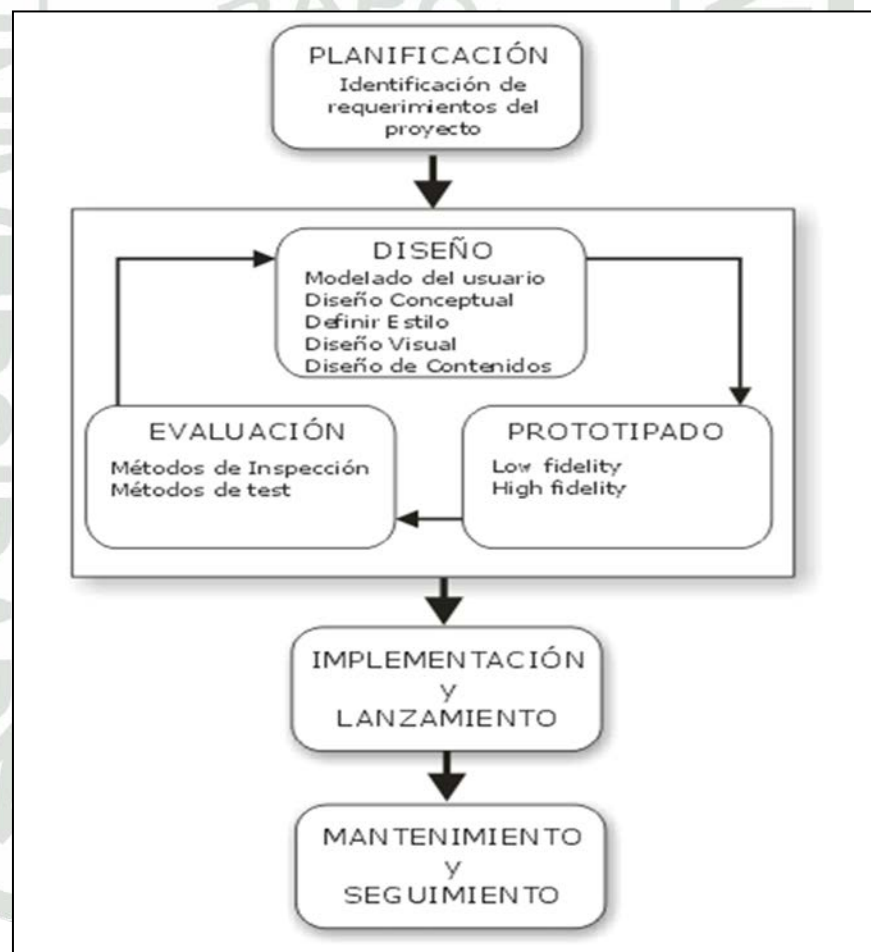 PLANIFICACIÓN
Identificación de
requerimientos del
proyecto
DISEÑO
Modelado del usuario
Diseño Conceptual
Definir Estilo
Diseño Visual
Diseño de Contenidos
EVALUACIÓN
Métodos de Inspección
Métodos de test
PROTOTIPADO
Low fidelity
High fidelity
IMPLEMENTACIÓN
y
LANZAMIENTO
MANTENIMIENTO
y
SEGUIMIENTO